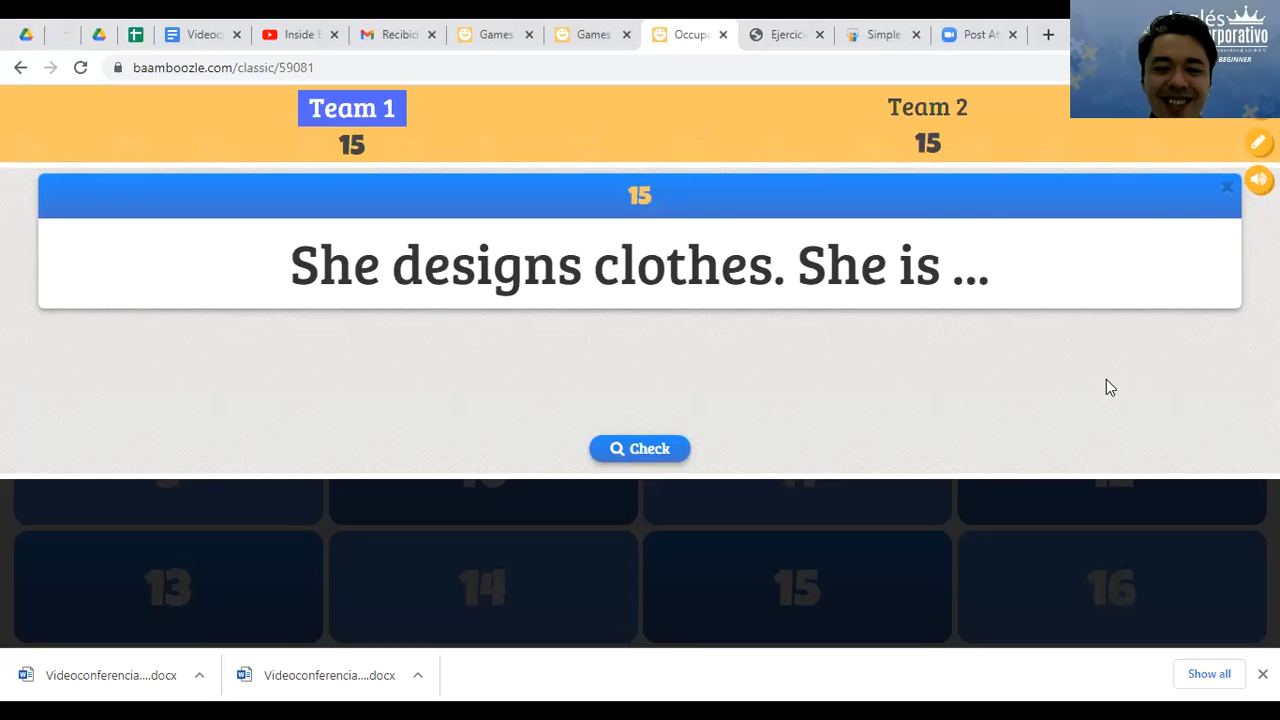 Videoc
Inside E
Recibid
Games
Games
Occupa
Ejercic
Simple
Post At
baamboozle.com/classic/59081
Inglés
orporativo
BEGINNER
Team 1
15
Team 2
15
15
She designs clothes. She is ...
Check
13
14
15
16
Videoconferencia....docx
Videoconferencia....docx
Show all